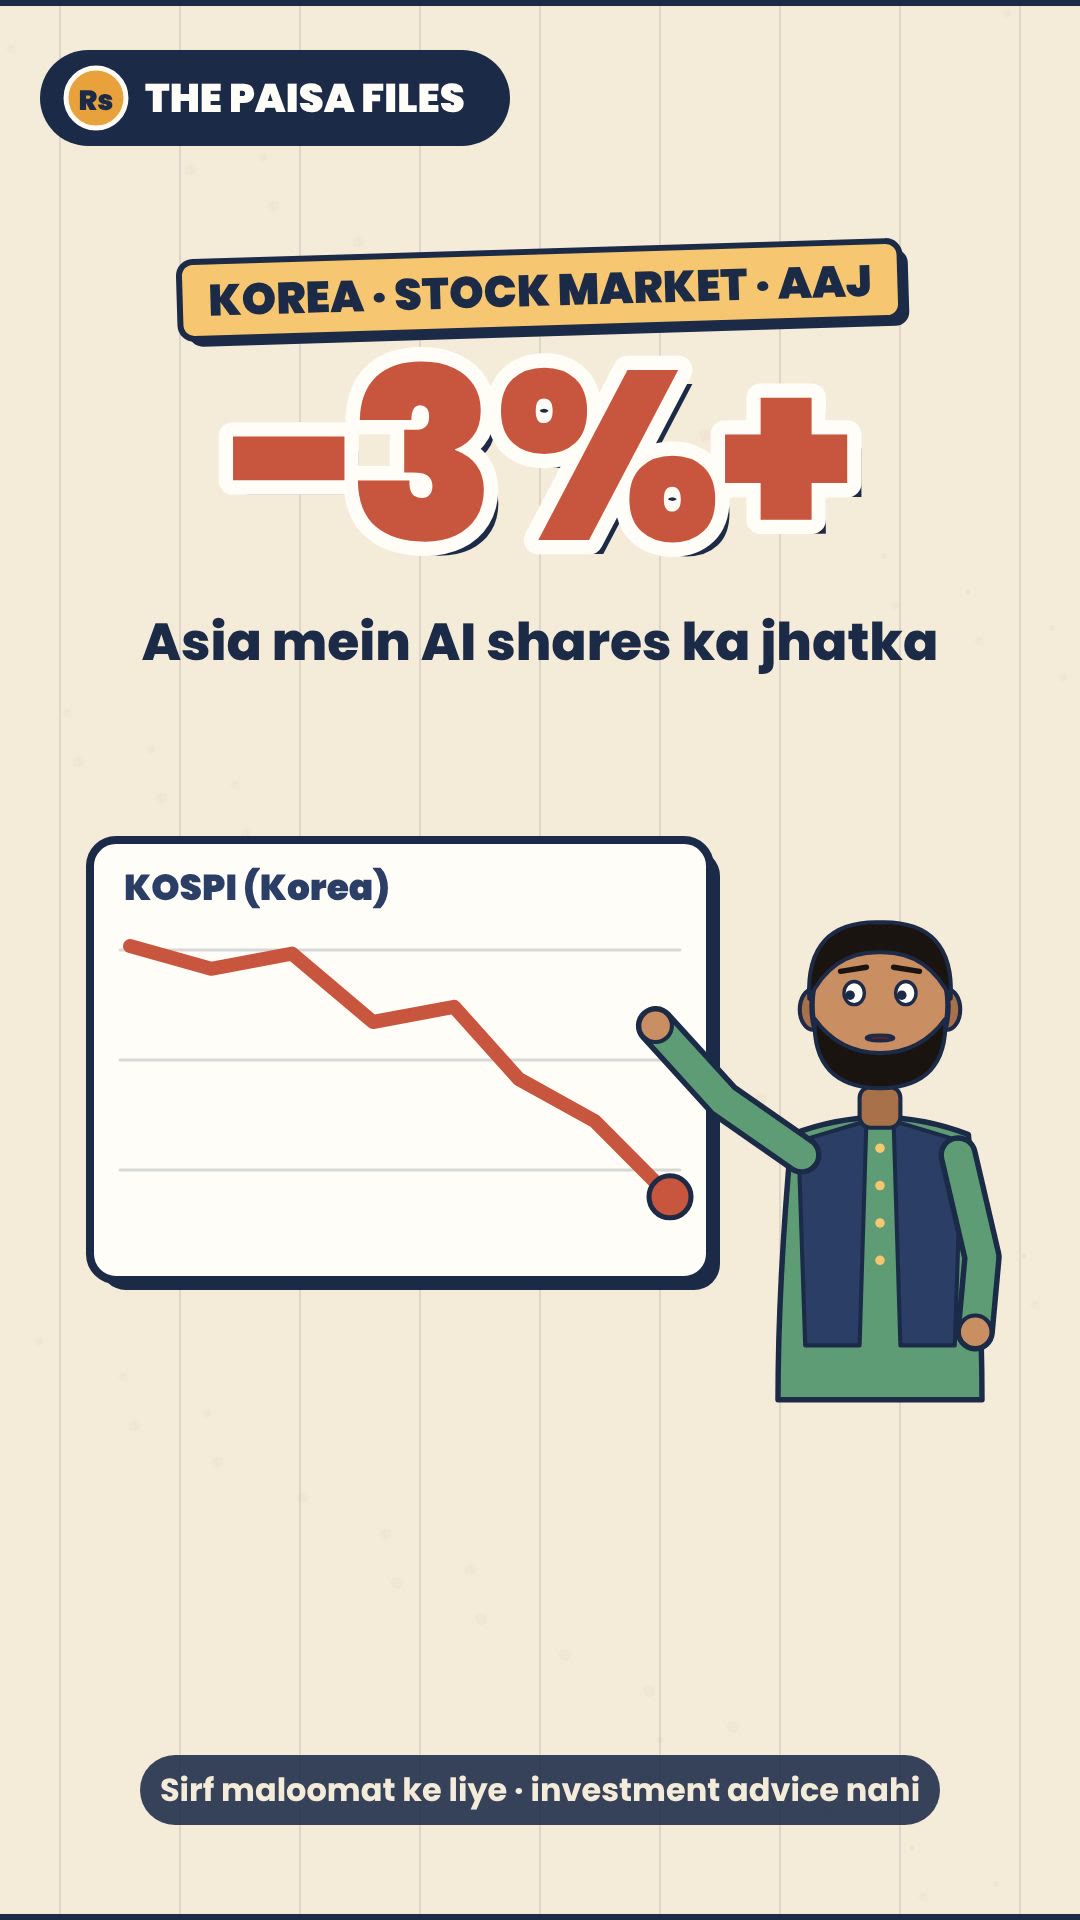 Rs THE PAISA FILES
KOREA · STOCK MARKET · AAJ
–3%+
Asia mein AI shares ka jhatka
KOSPI (Korea)
Sirf maloomat ke liye · investment advice nahi